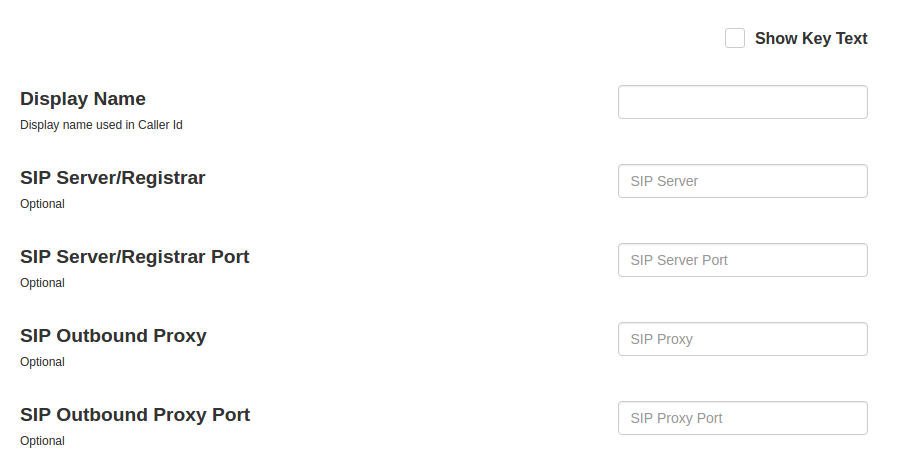 Show Key Text
Display Name
Display name used in Caller Id
SIP Server/Registrar
SIP Server
Optional
SIP Server/Registrar Port
SIP Server Port
Optional
SIP Outbound Proxy
SIP Proxy
Optional
SIP Outbound Proxy Port
SIP Proxy Port
Optional